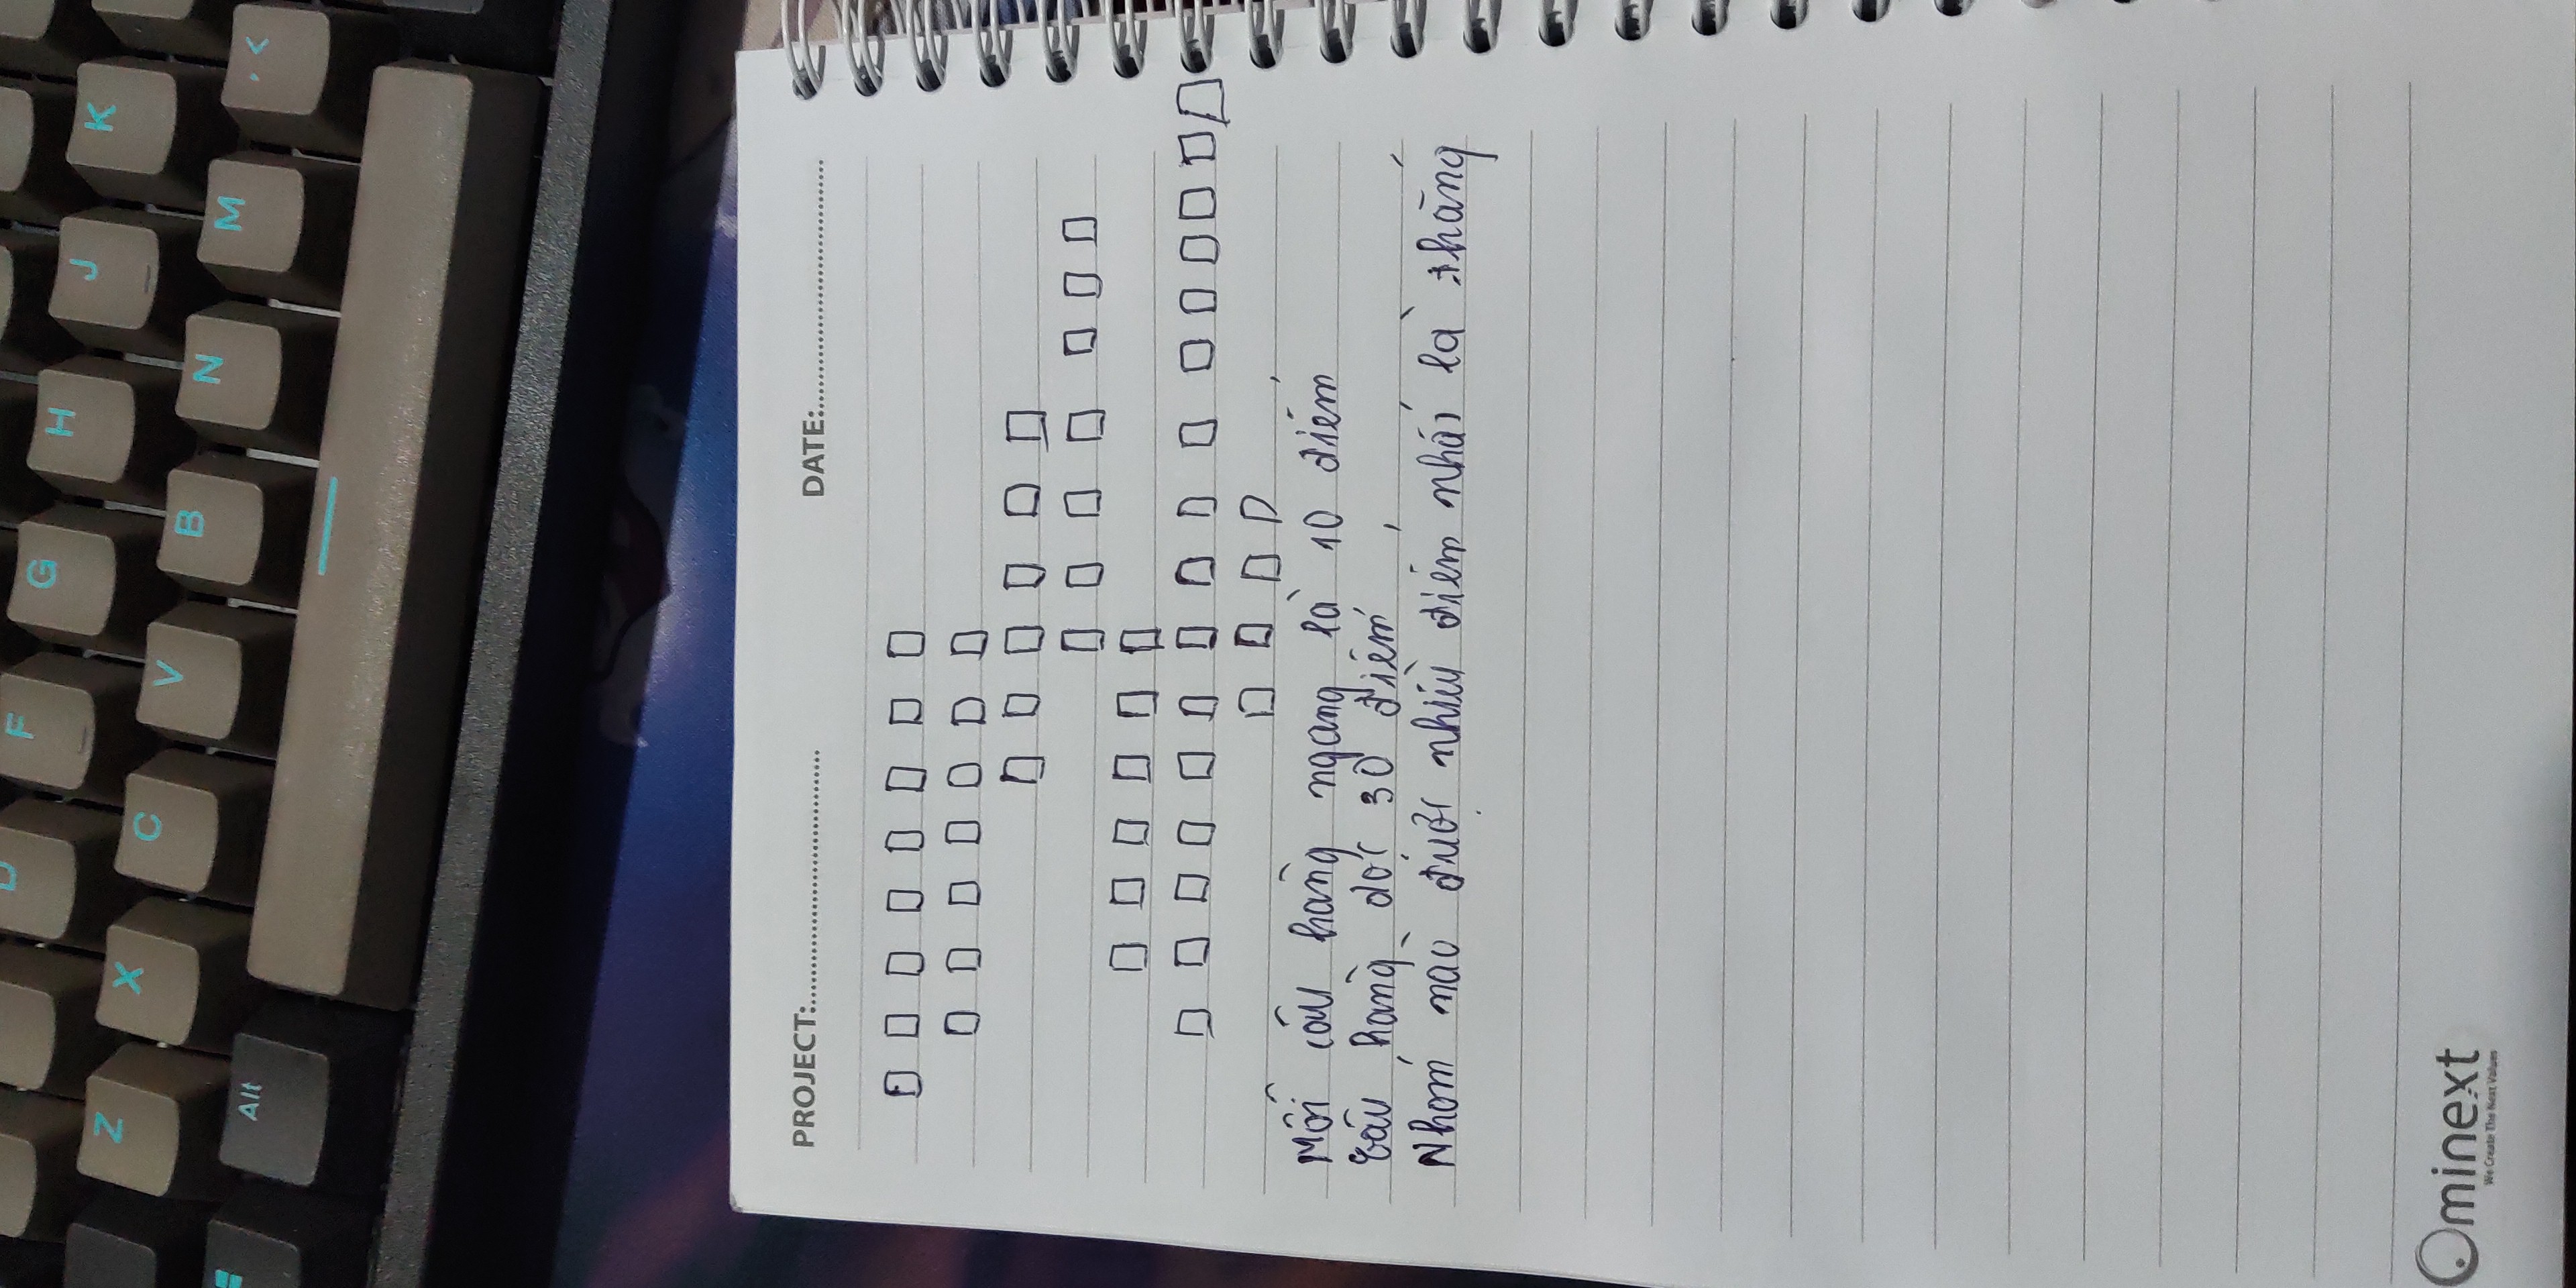 D F G H J K
Z X C V B N M , <
Alt
PROJECT:.................................... DATE:....................................
Mỗi câu hàng ngang là 10 điểm
câu hàng dọc 30 điểm
Nhóm nào được nhiều điểm nhất là thắng
Ominext
We Create The Next Values